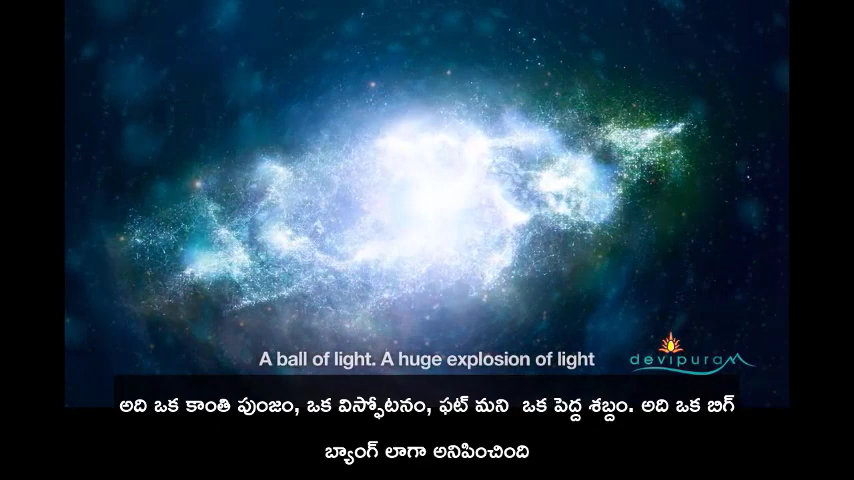 A ball of light. A huge explosion of light
devipuram
అది ఒక కాంతి పుంజం, ఒక విస్ఫోటనం, ఫట్ మని ఒక పెద్ద శబ్దం. అది ఒక బిగ్
బ్యాంగ్ లాగా అనిపించింది